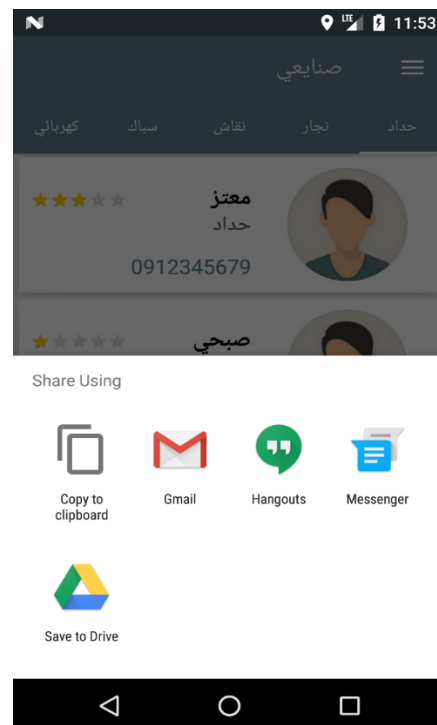 LTE 11:53
صنايعي
حداد نجار نقاش سباك كهربائي
معتز
حداد
0912345679
صبحي
Share Using
Copy to clipboard
Gmail
Hangouts
Messenger
Save to Drive